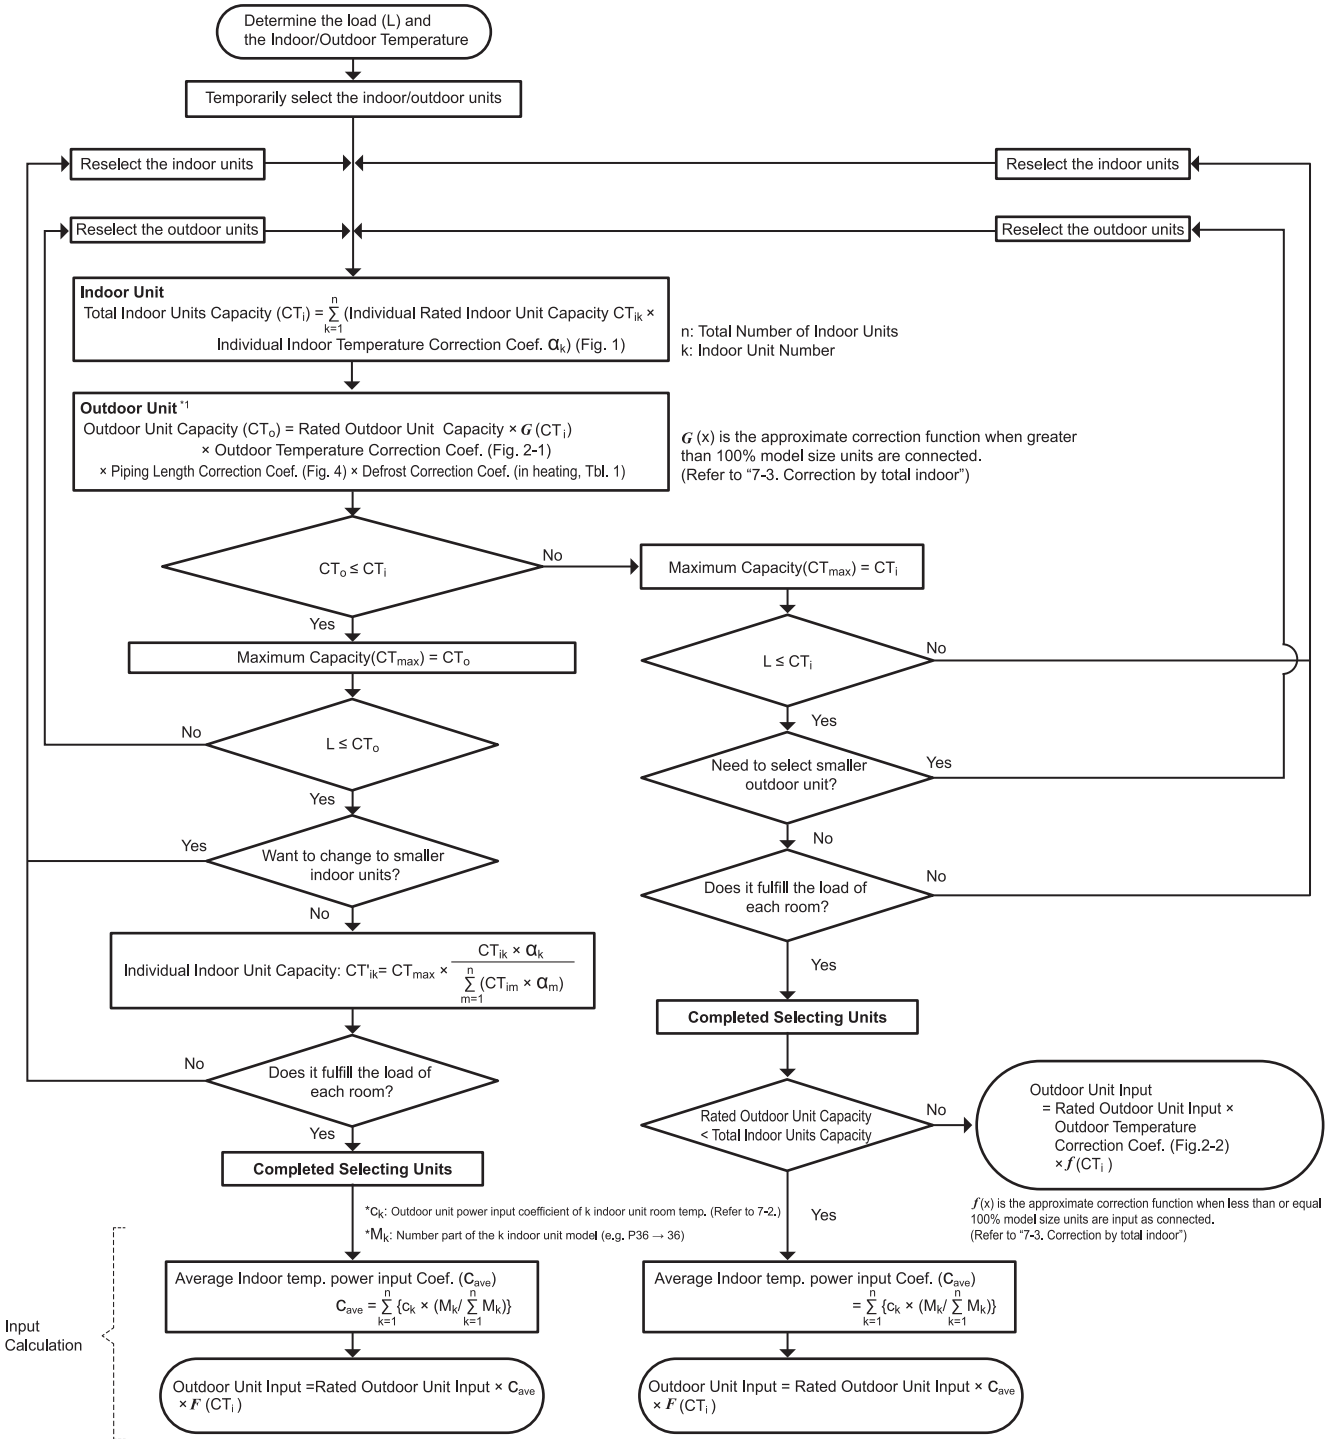 Determine the load (L) and
the Indoor/Outdoor Temperature
Temporarily select the indoor/outdoor units
Reselect the indoor units
Reselect the indoor units
Reselect the outdoor units
Reselect the outdoor units
Indoor Unit
Total Indoor Units Capacity (CTi) = n∑k=1 (Individual Rated Indoor Unit Capacity CTik ×
Individual Indoor Temperature Correction Coef. αk) (Fig. 1)
n: Total Number of Indoor Units
k: Indoor Unit Number
Outdoor Unit *1
Outdoor Unit Capacity (CTo) = Rated Outdoor Unit Capacity × G (CTi)
× Outdoor Temperature Correction Coef. (Fig. 2-1)
× Piping Length Correction Coef. (Fig. 4) × Defrost Correction Coef. (in heating, Tbl. 1)
G (x) is the approximate correction function when greater
than 100% model size units are connected.
(Refer to “7-3. Correction by total indoor”)
CTo ≤ CTi
No
Maximum Capacity(CTmax) = CTi
Yes
Maximum Capacity(CTmax) = CTo
L ≤ CTi
No
Yes
No
L ≤ CTo
Need to select smaller
outdoor unit?
Yes
Yes
No
Yes
Want to change to smaller
indoor units?
Does it fulfill the load of
each room?
No
No
Individual Indoor Unit Capacity: CT'ik= CTmax × CTik × αk / n∑m=1 (CTim × αm)
Yes
Completed Selecting Units
No
Does it fulfill the load of
each room?
Rated Outdoor Unit Capacity
< Total Indoor Units Capacity
No
Outdoor Unit Input
= Rated Outdoor Unit Input ×
Outdoor Temperature
Correction Coef. (Fig.2-2)
× f (CTi)
Yes
Completed Selecting Units
*ck: Outdoor unit power input coefficient of k indoor unit room temp. (Refer to 7-2.)
*Mk: Number part of the k indoor unit model (e.g. P36 → 36)
Yes
f (x) is the approximate correction function when less than or equal
100% model size units are input as connected.
(Refer to “7-3. Correction by total indoor”)
Average Indoor temp. power input Coef. (Cave)
Cave = n∑k=1 {ck × (Mk/ n∑k=1 Mk)}
Average Indoor temp. power input Coef. (Cave)
= n∑k=1 {ck × (Mk/ n∑k=1 Mk)}
Input
Calculation
Outdoor Unit Input =Rated Outdoor Unit Input × Cave
× F (CTi)
Outdoor Unit Input = Rated Outdoor Unit Input × Cave
× F (CTi)